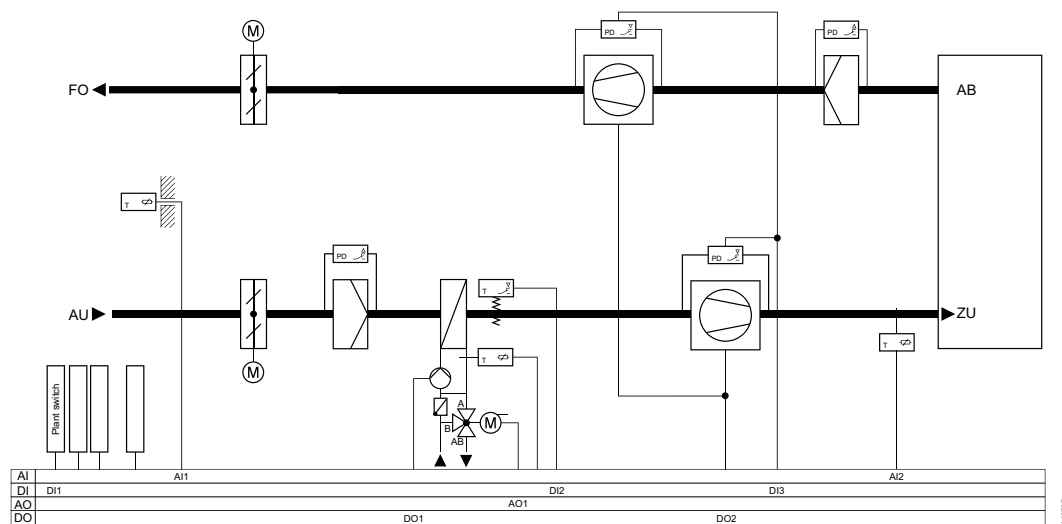 M
PD
PD
FO
AB
T
PD
PD
T
AU
ZU
T
T
M
Plant switch
A
M
B
AB
AI AI1 AI2
DI DI1 DI2 DI3
AO AO1
DO DO1 DO2